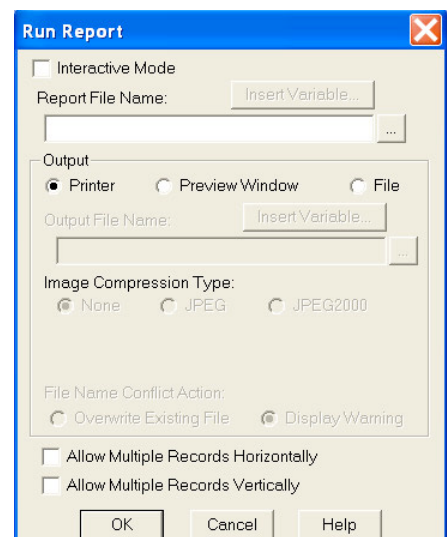 Run Report
Interactive Mode
Report File Name: Insert Variable...
...
Output
Printer Preview Window File
Output File Name: Insert Variable...
...
Image Compression Type:
None JPEG JPEG2000
File Name Conflict Action:
Overwrite Existing File Display Warning
Allow Multiple Records Horizontally
Allow Multiple Records Vertically
OK Cancel Help